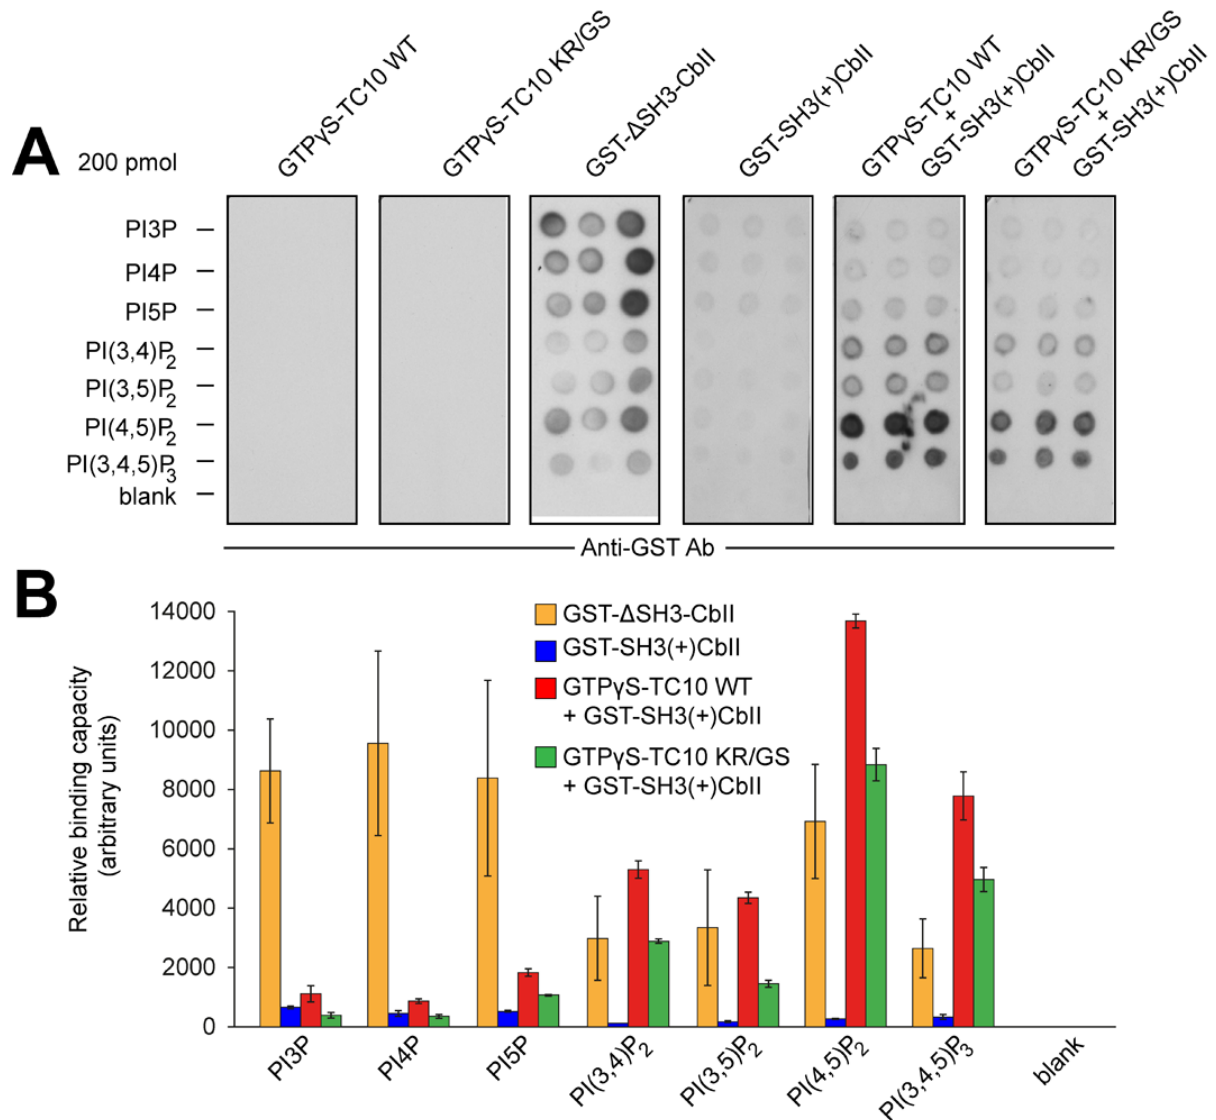 A
200 pmol
GTPγS-TC10 WT
GTPγS-TC10 KR/GS
GST-ΔSH3-CbII
GST-SH3(+)CbII
GTPγS-TC10 WT
+
GST-SH3(+)CbII
GTPγS-TC10 KR/GS
+
GST-SH3(+)CbII
PI3P
PI4P
PI5P
PI(3,4)P2
PI(3,5)P2
PI(4,5)P2
PI(3,4,5)P3
blank
Anti-GST Ab
B
Relative binding capacity
(arbitrary units)
14000
12000
10000
8000
6000
4000
2000
0
GST-ΔSH3-CbII
GST-SH3(+)CbII
GTPγS-TC10 WT
+ GST-SH3(+)CbII
GTPγS-TC10 KR/GS
+ GST-SH3(+)CbII
PI3P
PI4P
PI5P
PI(3,4)P2
PI(3,5)P2
PI(4,5)P2
PI(3,4,5)P3
blank